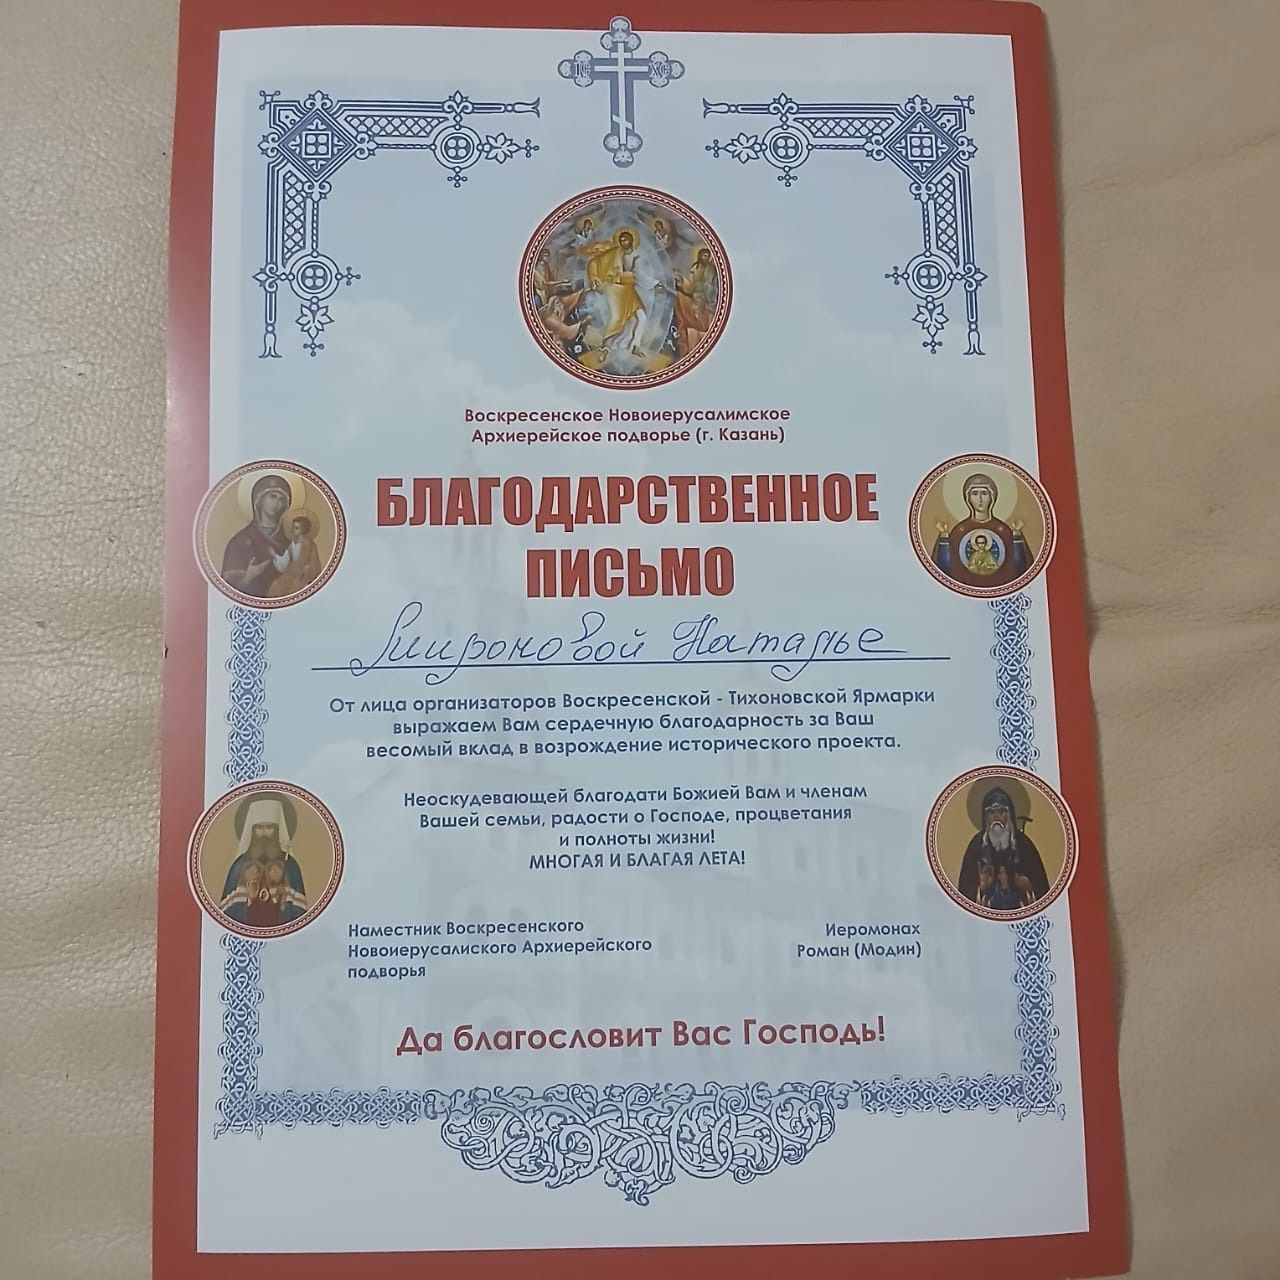 IC XC
Воскресенское Новоиерусалимское
Архиерейское подворье (г. Казань)
БЛАГОДАРСТВЕННОЕ
ПИСЬМО
Мироновой Наталье
От лица организаторов Воскресенской - Тихоновской Ярмарки
выражаем Вам сердечную благодарность за Ваш
весомый вклад в возрождение исторического проекта.
Неоскудевающей благодати Божией Вам и членам
Вашей семьи, радости о Господе, процветания
и полноты жизни!
МНОГАЯ И БЛАГАЯ ЛЕТА!
Наместник Воскресенского
Новоиерусалиского Архиерейского
подворья
Иеромонах
Роман (Модин)
Да благословит Вас Господь!